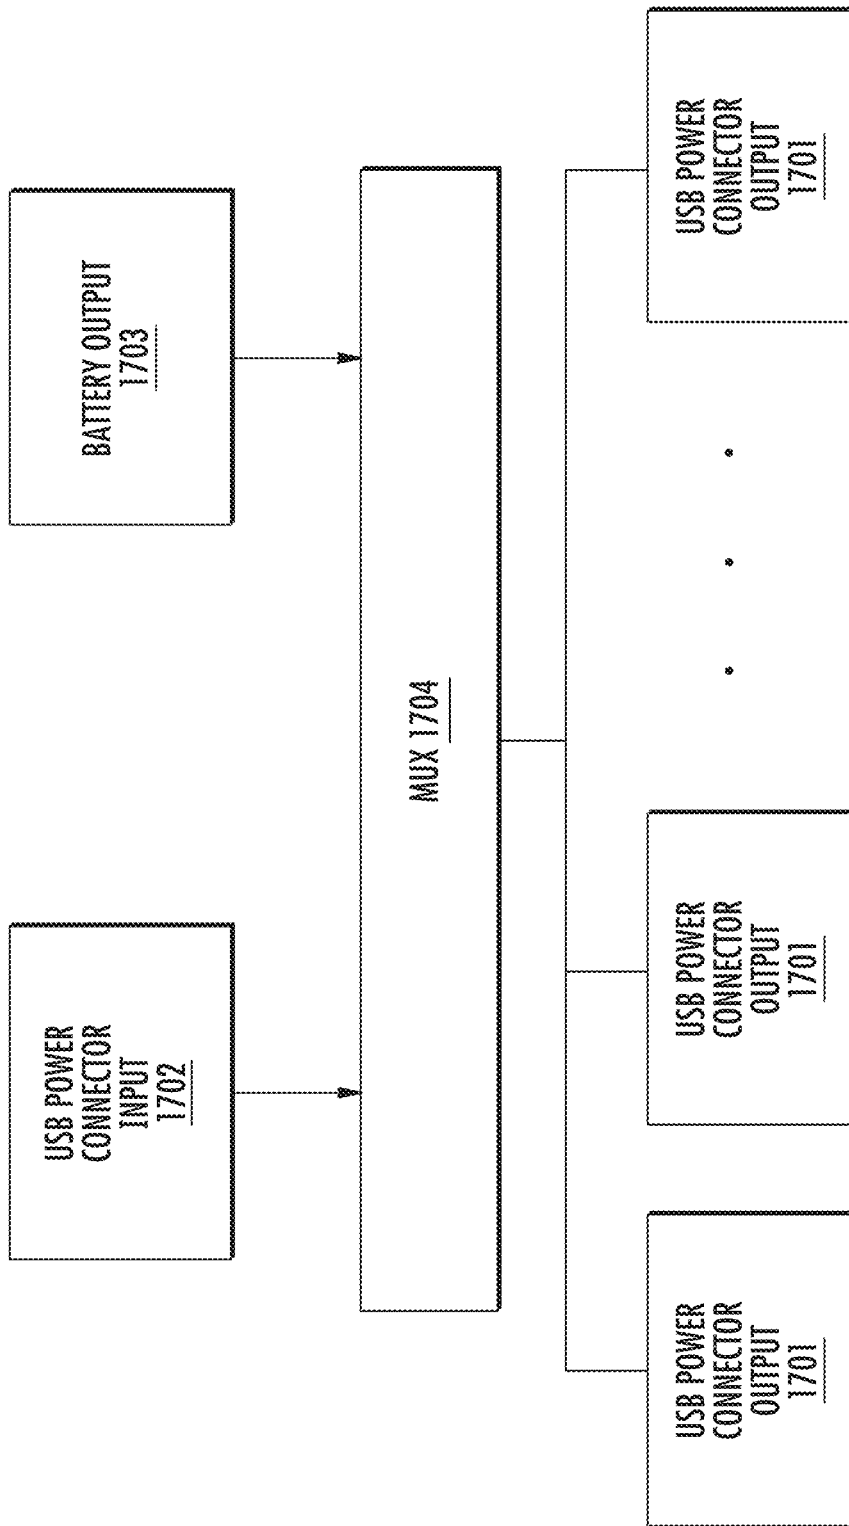 USB POWER
CONNECTOR
INPUT
1702
BATTERY OUTPUT
1703
MUX 1704
USB POWER
CONNECTOR
OUTPUT
1701
USB POWER
CONNECTOR
OUTPUT
1701
USB POWER
CONNECTOR
OUTPUT
1701